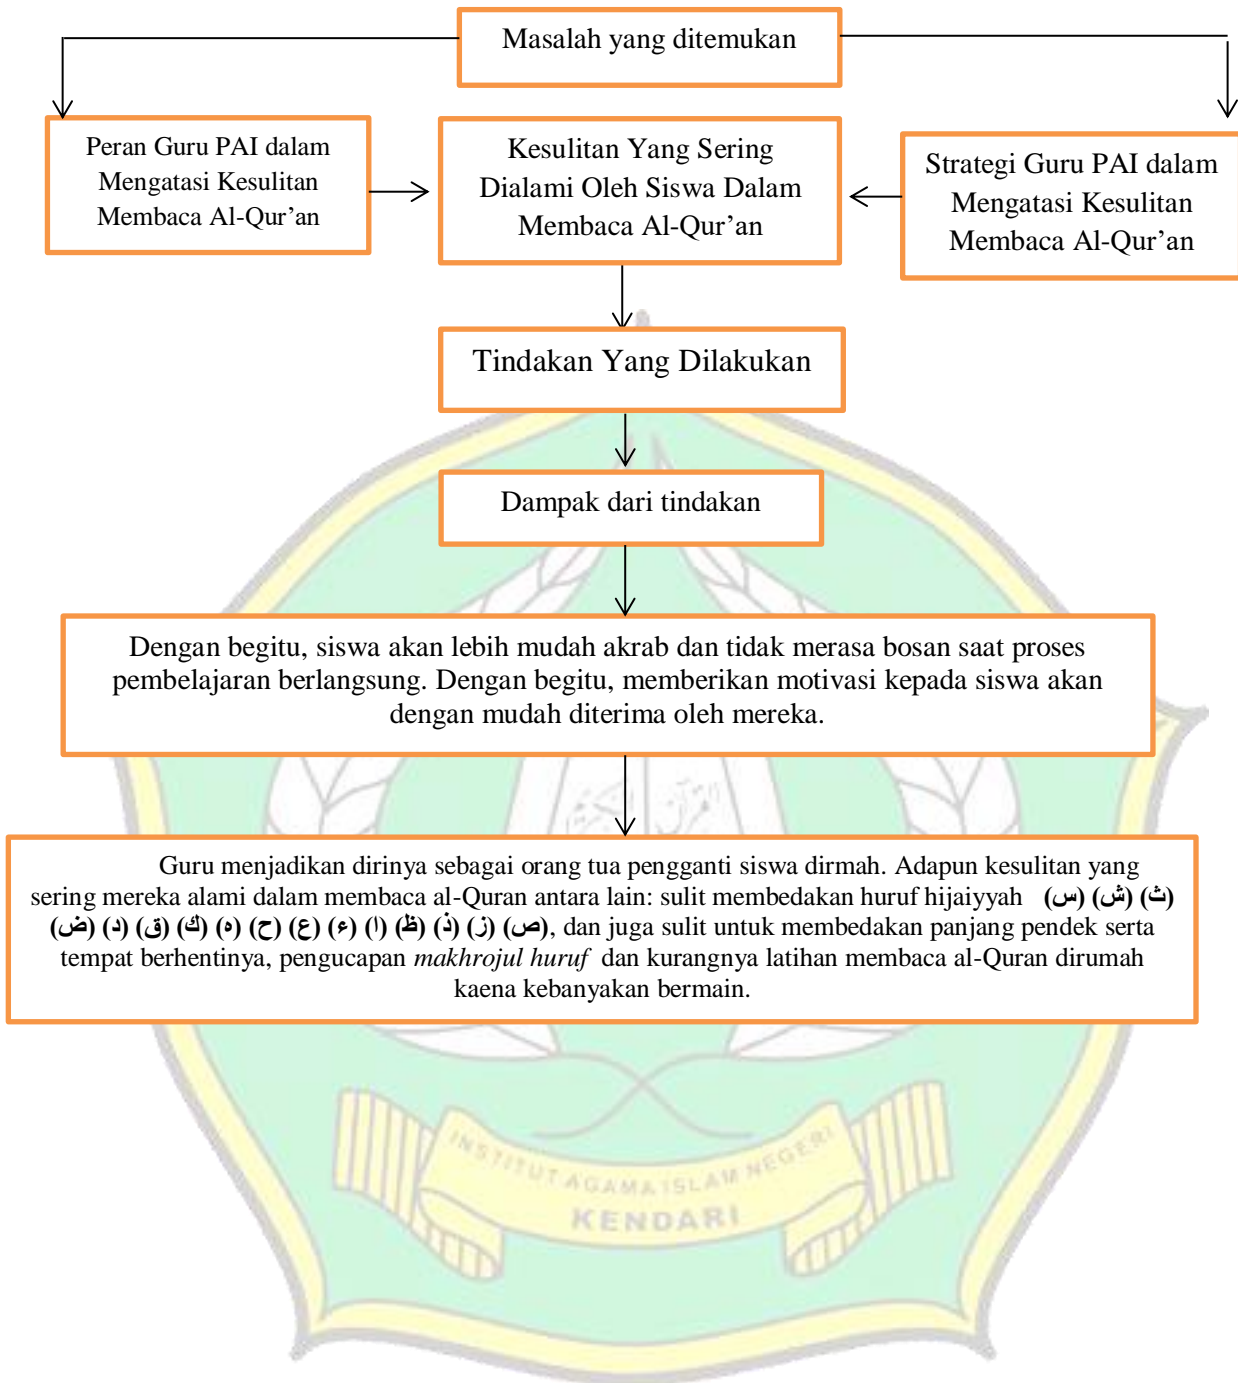 Masalah yang ditemukan
Peran Guru PAI dalam
Mengatasi Kesulitan
Membaca Al-Qur’an
Kesulitan Yang Sering
Dialami Oleh Siswa Dalam
Membaca Al-Qur’an
Strategi Guru PAI dalam
Mengatasi Kesulitan
Membaca Al-Qur’an
Tindakan Yang Dilakukan
Dampak dari tindakan
Dengan begitu, siswa akan lebih mudah akrab dan tidak merasa bosan saat proses
pembelajaran berlangsung. Dengan begitu, memberikan motivasi kepada siswa akan
dengan mudah diterima oleh mereka.
Guru menjadikan dirinya sebagai orang tua pengganti siswa dirmah. Adapun kesulitan yang
sering mereka alami dalam membaca al-Quran antara lain: sulit membedakan huruf hijaiyyah (س) (ش) (ث)
(ض) (د) (ق) (ك) (ه) (ح) (ع) (ء) (ا) (ظ) (ذ) (ز) (ص), dan juga sulit untuk membedakan panjang pendek serta
tempat berhentinya, pengucapan makhrojul huruf dan kurangnya latihan membaca al-Quran dirumah
kaena kebanyakan bermain.
INSTITUT AGAMA ISLAM NEGERI
KENDARI